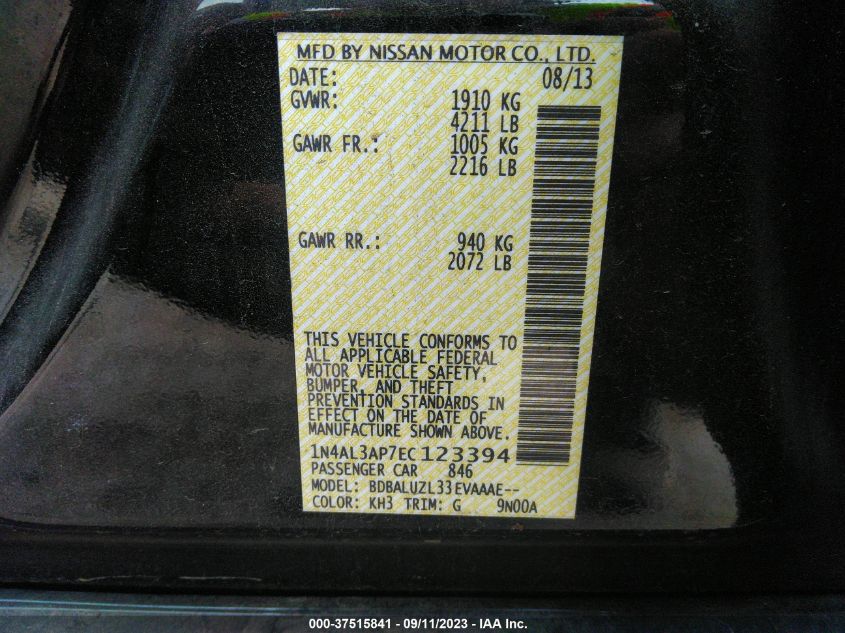 MFD BY NISSAN MOTOR CO., LTD.
DATE: 08/13
GVWR: 1910 KG
4211 LB
GAWR FR.: 1005 KG
2216 LB
GAWR RR.: 940 KG
2072 LB
THIS VEHICLE CONFORMS TO
ALL APPLICABLE FEDERAL
MOTOR VEHICLE SAFETY,
BUMPER, AND THEFT
PREVENTION STANDARDS IN
EFFECT ON THE DATE OF
MANUFACTURE SHOWN ABOVE.
1N4AL3AP7EC123394
PASSENGER CAR 846
MODEL: BDBALUZL33EVAAAE--
COLOR: KH3 TRIM: G 9N00A
000-37515841 - 09/11/2023 - IAA Inc.